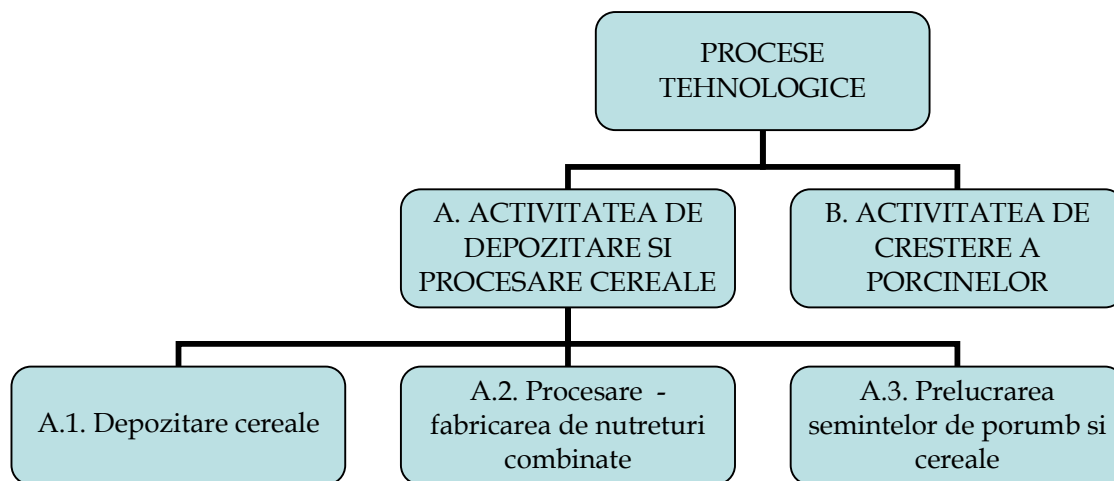 PROCESE
TEHNOLOGICE
A. ACTIVITATEA DE
DEPOZITARE SI
PROCESARE CEREALE
B. ACTIVITATEA DE
CRESTERE A
PORCINELOR
A.1. Depozitare cereale
A.2. Procesare -
fabricarea de nutreturi
combinate
A.3. Prelucrarea
semintelor de porumb si
cereale